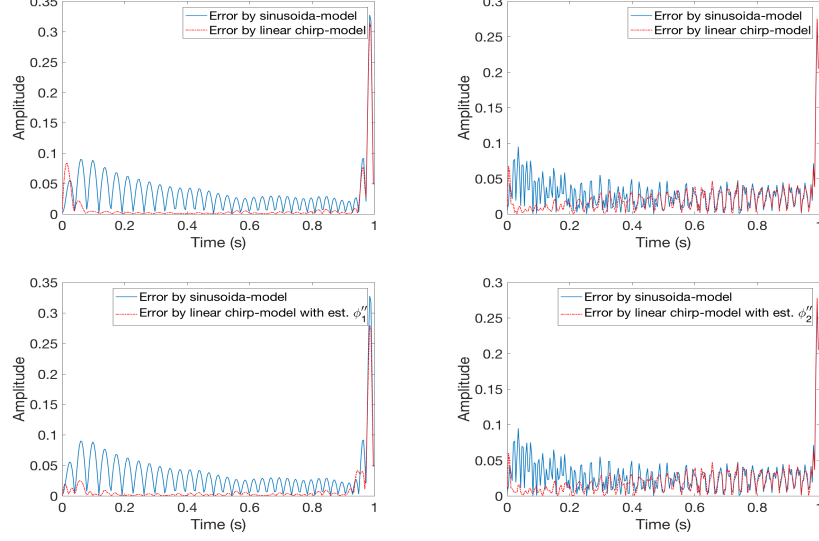 0.35
0.3
0.25
0.2
0.15
0.1
0.05
0
Amplitude
Error by sinusoida-model
Error by linear chirp-model
0 0.2 0.4 0.6 0.8 1
Time (s)
0.3
0.25
0.2
0.15
0.1
0.05
0
Amplitude
Error by sinusoida-model
Error by linear chirp-model
0 0.2 0.4 0.6 0.8 1
Time (s)
0.35
0.3
0.25
0.2
0.15
0.1
0.05
0
Amplitude
Error by sinusoida-model
Error by linear chirp-model with est. ϕ₁′′
0 0.2 0.4 0.6 0.8 1
Time (s)
0.3
0.25
0.2
0.15
0.1
0.05
0
Amplitude
Error by sinusoida-model
Error by linear chirp-model with est. ϕ₂′′
0 0.2 0.4 0.6 0.8 1
Time (s)